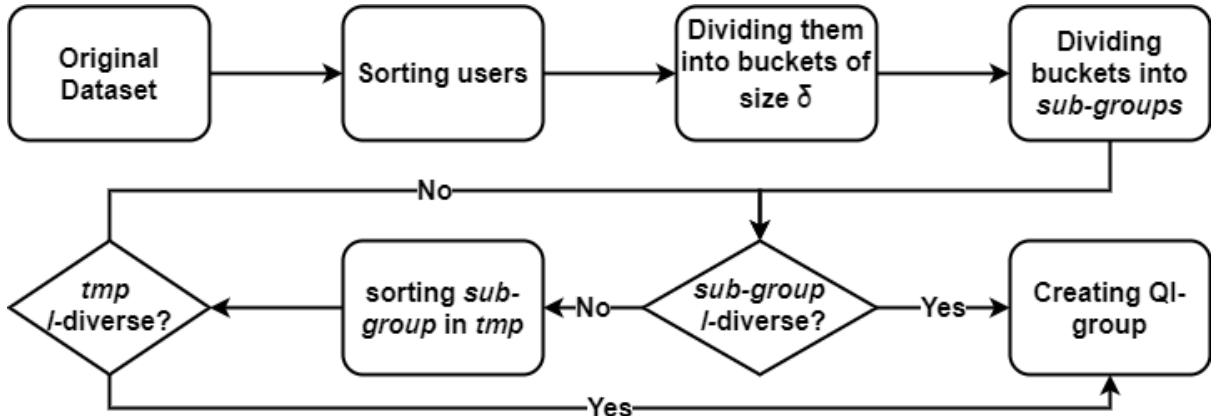 Original
Dataset
Sorting users
Dividing them
into buckets of
size δ
Dividing
buckets into
sub-groups
No
tmp
l-diverse?
sorting sub-
group in tmp
No
sub-group
l-diverse?
Yes
Creating QI-
group
Yes